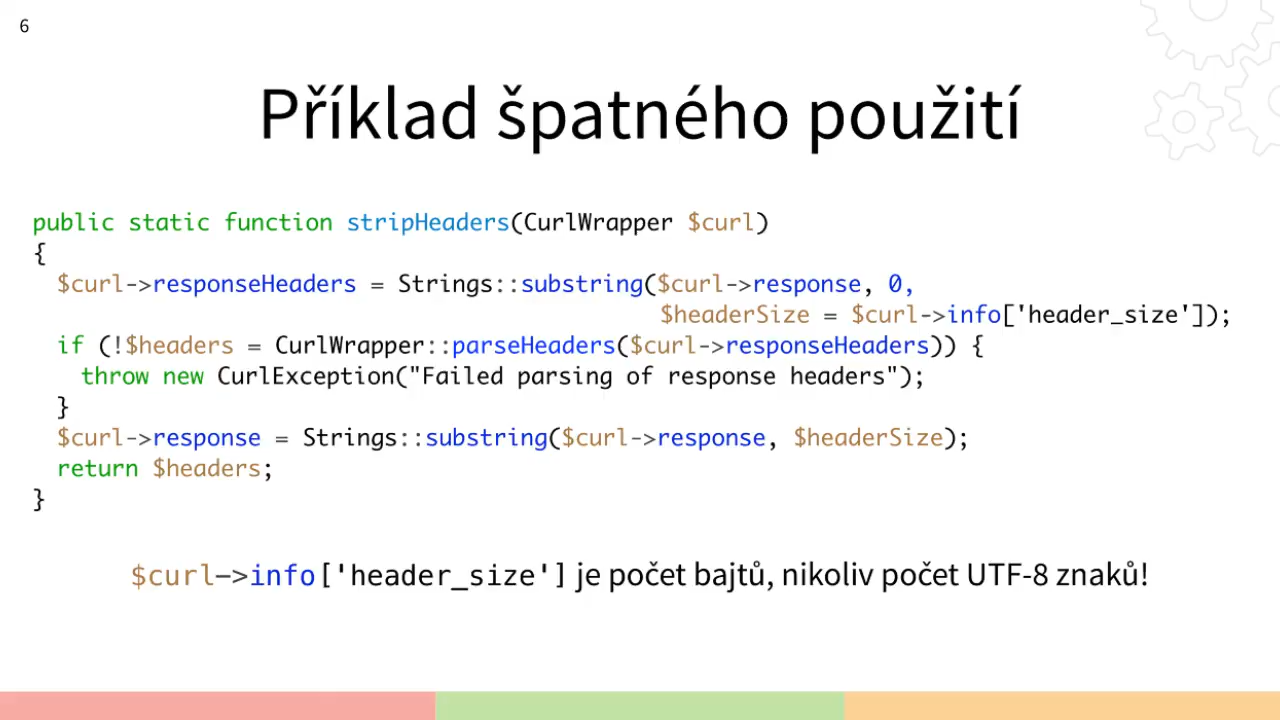 6
Příklad špatného použití
public static function stripHeaders(CurlWrapper $curl)
{
$curl->responseHeaders = Strings::substring($curl->response, 0,
$headerSize = $curl->info['header_size']);
if (!$headers = CurlWrapper::parseHeaders($curl->responseHeaders)) {
throw new CurlException("Failed parsing of response headers");
}
$curl->response = Strings::substring($curl->response, $headerSize);
return $headers;
}
$curl->info['header_size'] je počet bajtů, nikoliv počet UTF-8 znaků!